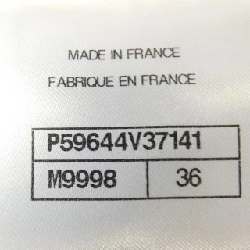 MADE IN FRANCE
FABRIQUE EN FRANCE
P59644V37141
M9998 36